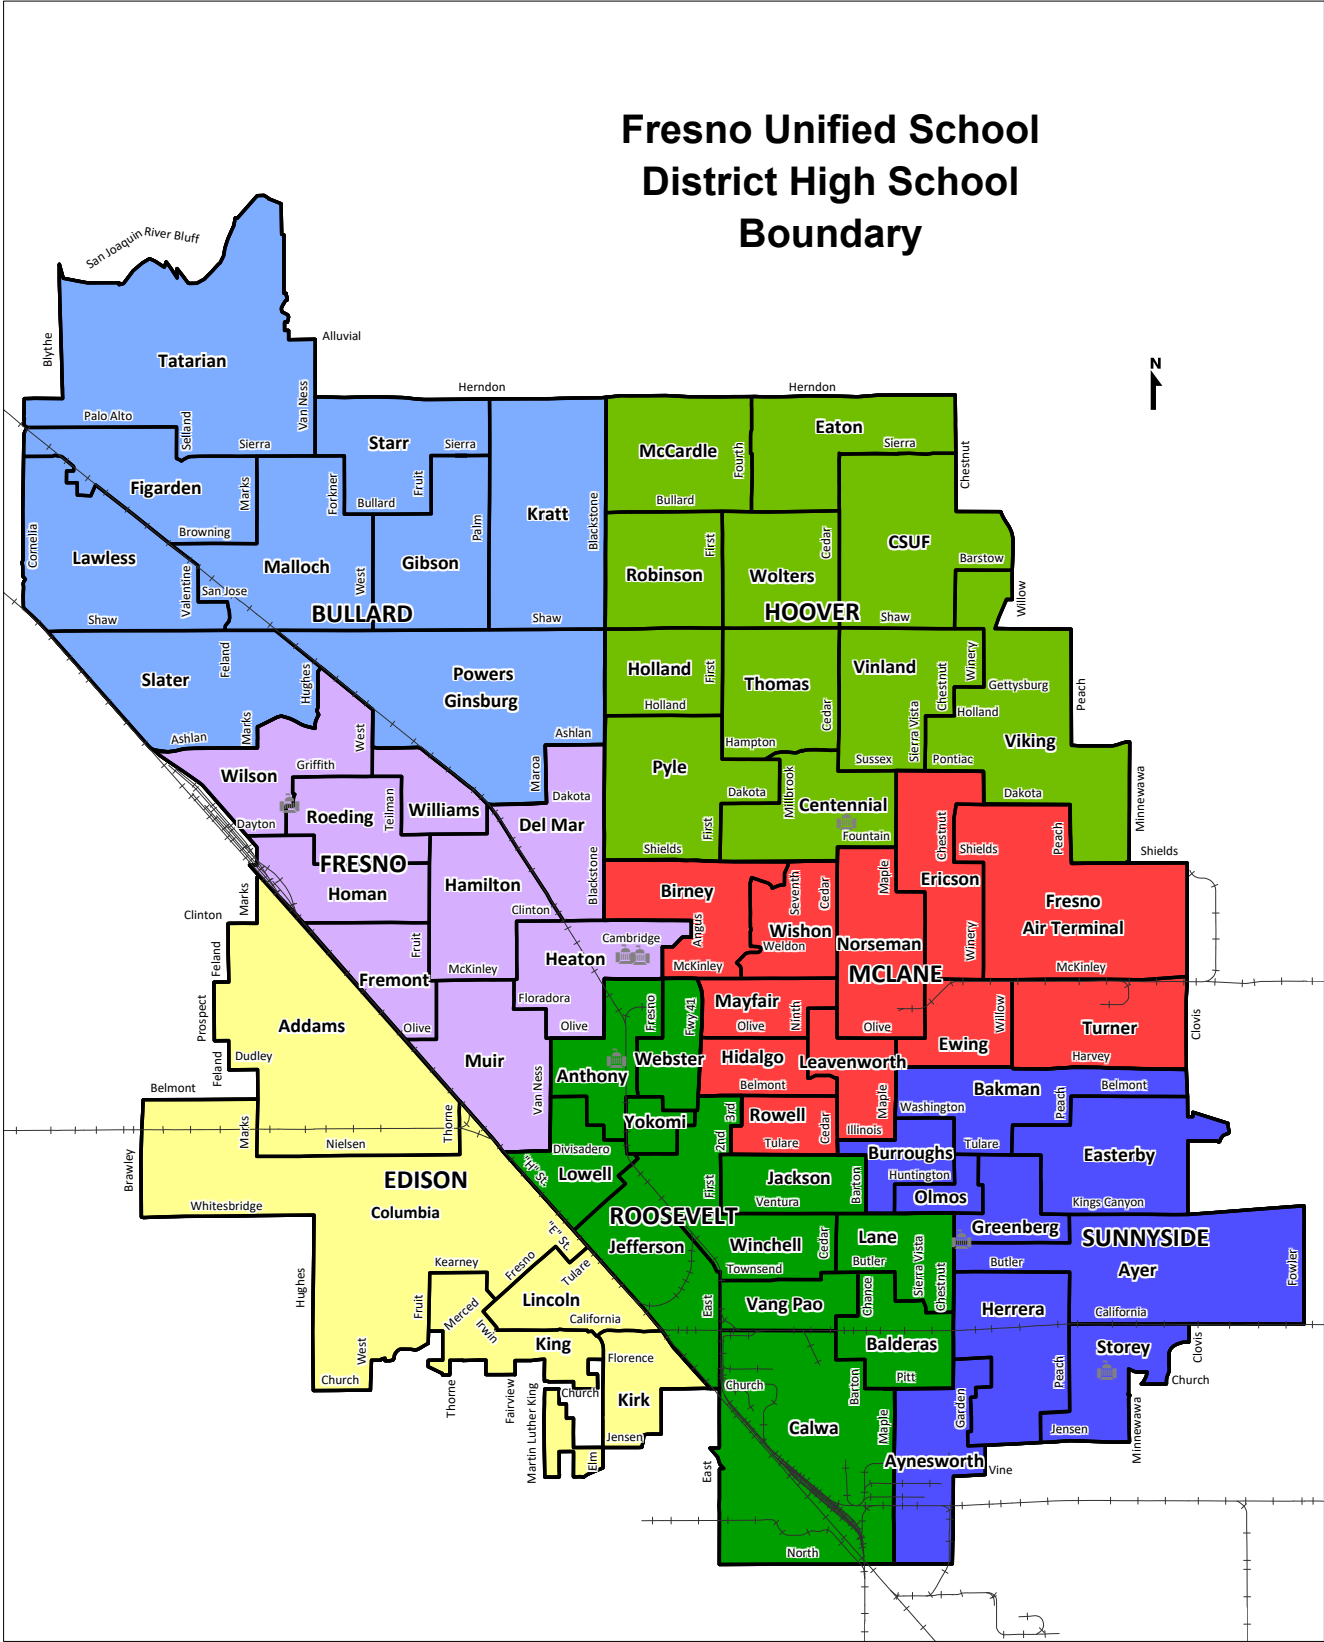 Fresno Unified School
District High School
Boundary
San Joaquin River Bluff
Blythe
Alluvial
Tatarian
N
Van Ness
Herndon
Herndon
Palo Alto
Selland
Sierra
Starr
Sierra
McCardle
Fourth
Eaton
Sierra
Chestnut
Figarden
Marks
Forkner
Bullard
Fruit
Bullard
Kratt
Blackstone
Palm
Cornelia
Browning
Lawless
Malloch
West
Gibson
First
Cedar
CSUF
Barstow
Valentine
San Jose
Robinson
Wolters
Willow
BULLARD
HOOVER
Shaw
Shaw
Shaw
Slater
Feland
Hughes
Powers
Ginsburg
Holland
First
Thomas
Vinland
Chestnut
Winery
Gettysburg
Peach
Holland
Holland
Cedar
Sierra Vista
Ashlan
Marks
West
Ashlan
Hampton
Viking
Wilson
Griffith
Maroa
Pyle
Sussex
Pontiac
Dakota
Dakota
Millbrook
Dakota
Roeding
Teilman
Williams
Del Mar
Centennial
Minnewawa
Dayton
First
Fountain
Chestnut
Shields
Peach
Shields
Shields
FRESNO
Homan
Hamilton
Blackstone
Birney
Seventh
Cedar
Maple
Ericson
Fresno
Air Terminal
Marks
Clinton
Clinton
Angus
Wishon
Weldon
Norseman
Winery
Feland
Fruit
Cambridge
Heaton
McKinley
McKinley
MCLANE
McKinley
Fremont
Prospect
Addams
Floradora
Fresno
Fwy 41
Mayfair
Ninth
Willow
Clovis
Olive
Olive
Olive
Olive
Turner
Dudley
Muir
Webster
Hidalgo
Leavenworth
Ewing
Harvey
Feland
Anthony
Belmont
Van Ness
Belmont
Maple
Bakman
Peach
Belmont
Marks
Thorne
Yokomi
3rd
Rowell
Cedar
Washington
Nielsen
2nd
Tulare
Illinois
Tulare
Divisadero
Burroughs
Easterby
Brawley
EDISON
"H" St.
Lowell
First
Jackson
Barton
Huntington
Whitesbridge
Columbia
Ventura
Olmos
Kings Canyon
ROOSEVELT
Greenberg
"E" St.
Jefferson
Winchell
Cedar
Lane
SUNNYSIDE
Kearney
Fresno
Tulare
Townsend
Butler
Sierra Vista
Butler
Ayer
Fowler
Hughes
Fruit
Merced
Lincoln
East
Vang Pao
Chance
Chestnut
Herrera
California
California
Irwin
King
Balderas
Storey
Clovis
West
Florence
Church
Church
Kirk
Church
Barton
Pitt
Peach
Church
Thorne
Fairview
Martin Luther King
Maple
Garden
Minnewawa
Calwa
Jensen
Jensen
Elm
East
Aynesworth
Vine
North